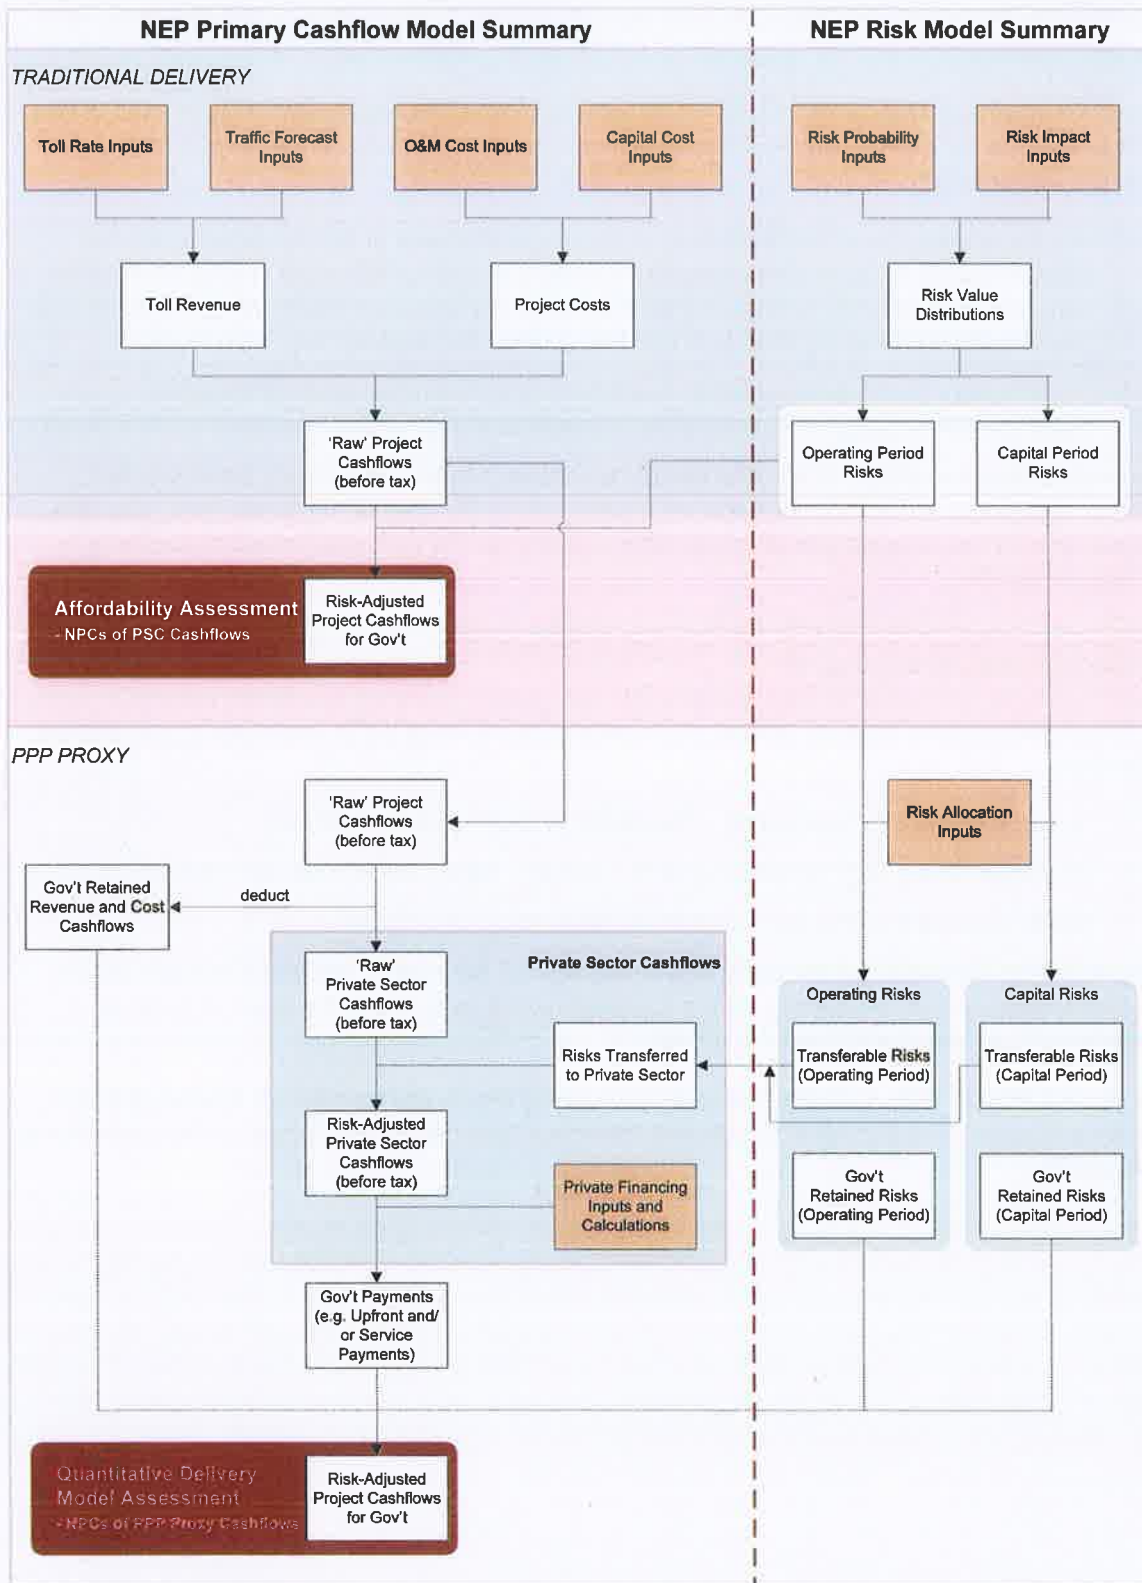 NEP Primary Cashflow Model Summary
NEP Risk Model Summary
TRADITIONAL DELIVERY
Toll Rate Inputs
Traffic Forecast
Inputs
O&M Cost Inputs
Capital Cost
Inputs
Risk Probability
Inputs
Risk Impact
Inputs
Toll Revenue
Project Costs
Risk Value
Distributions
'Raw' Project
Cashflows
(before tax)
Operating Period
Risks
Capital Period
Risks
Affordability Assessment
- NPCs of PSC Cashflows
Risk-Adjusted
Project Cashflows
for Gov't
PPP PROXY
'Raw' Project
Cashflows
(before tax)
Risk Allocation
Inputs
Gov't Retained
Revenue and Cost
Cashflows
deduct
Private Sector Cashflows
'Raw'
Private Sector
Cashflows
(before tax)
Operating Risks
Capital Risks
Risks Transferred
to Private Sector
Transferable Risks
(Operating Period)
Transferable Risks
(Capital Period)
Risk-Adjusted
Private Sector
Cashflows
(before tax)
Private Financing
Inputs and
Calculations
Gov't
Retained Risks
(Operating Period)
Gov't
Retained Risks
(Capital Period)
Gov't Payments
(e.g. Upfront and/
or Service
Payments)
Quantitative Delivery
Model Assessment
- NPCs of PPP Proxy Cashflows
Risk-Adjusted
Project Cashflows
for Gov't